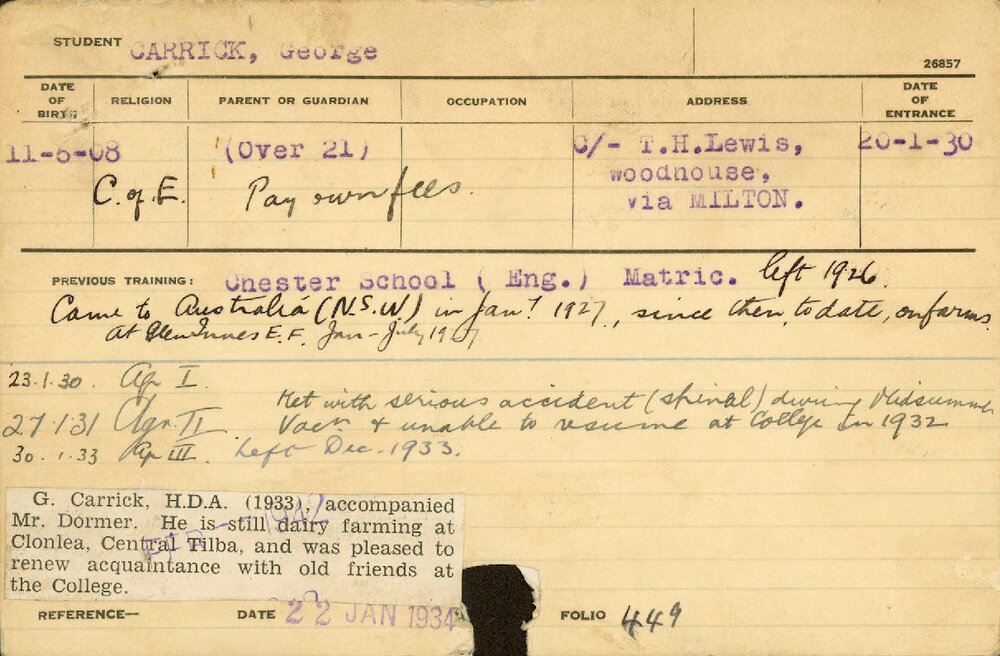 STUDENT CARRICK, George
26857
DATE OF BIRTH
RELIGION
PARENT OR GUARDIAN
OCCUPATION
ADDRESS
DATE OF ENTRANCE
11-6-08
C. of E.
(Over 21)
Pay own fees.
C/- T.H.Lewis,
woodhouse,
via MILTON.
20-1-30
PREVIOUS TRAINING: Chester School (Eng.) Matric. left 1926.
Came to Australia (N.S.W) in Jany 1927, since then, to date, on farms.
At Glen Innes E.F. Jan-July 1927
23.1.30. Ag I.
Met with serious accident (spinal) during Midsummer
27.1.31 Agr. II Vacn & unable to resume at College in 1932
30.1.33 Ag III. Left Dec. 1933.
G. Carrick, H.D.A. (1933), accompanied
Mr. Dormer. He is still dairy farming at
Clonlea, Central Tilba, and was pleased to
renew acquaintance with old friends at
the College.
FEB 1942
REFERENCE—
DATE 22 JAN 1934
FOLIO 449